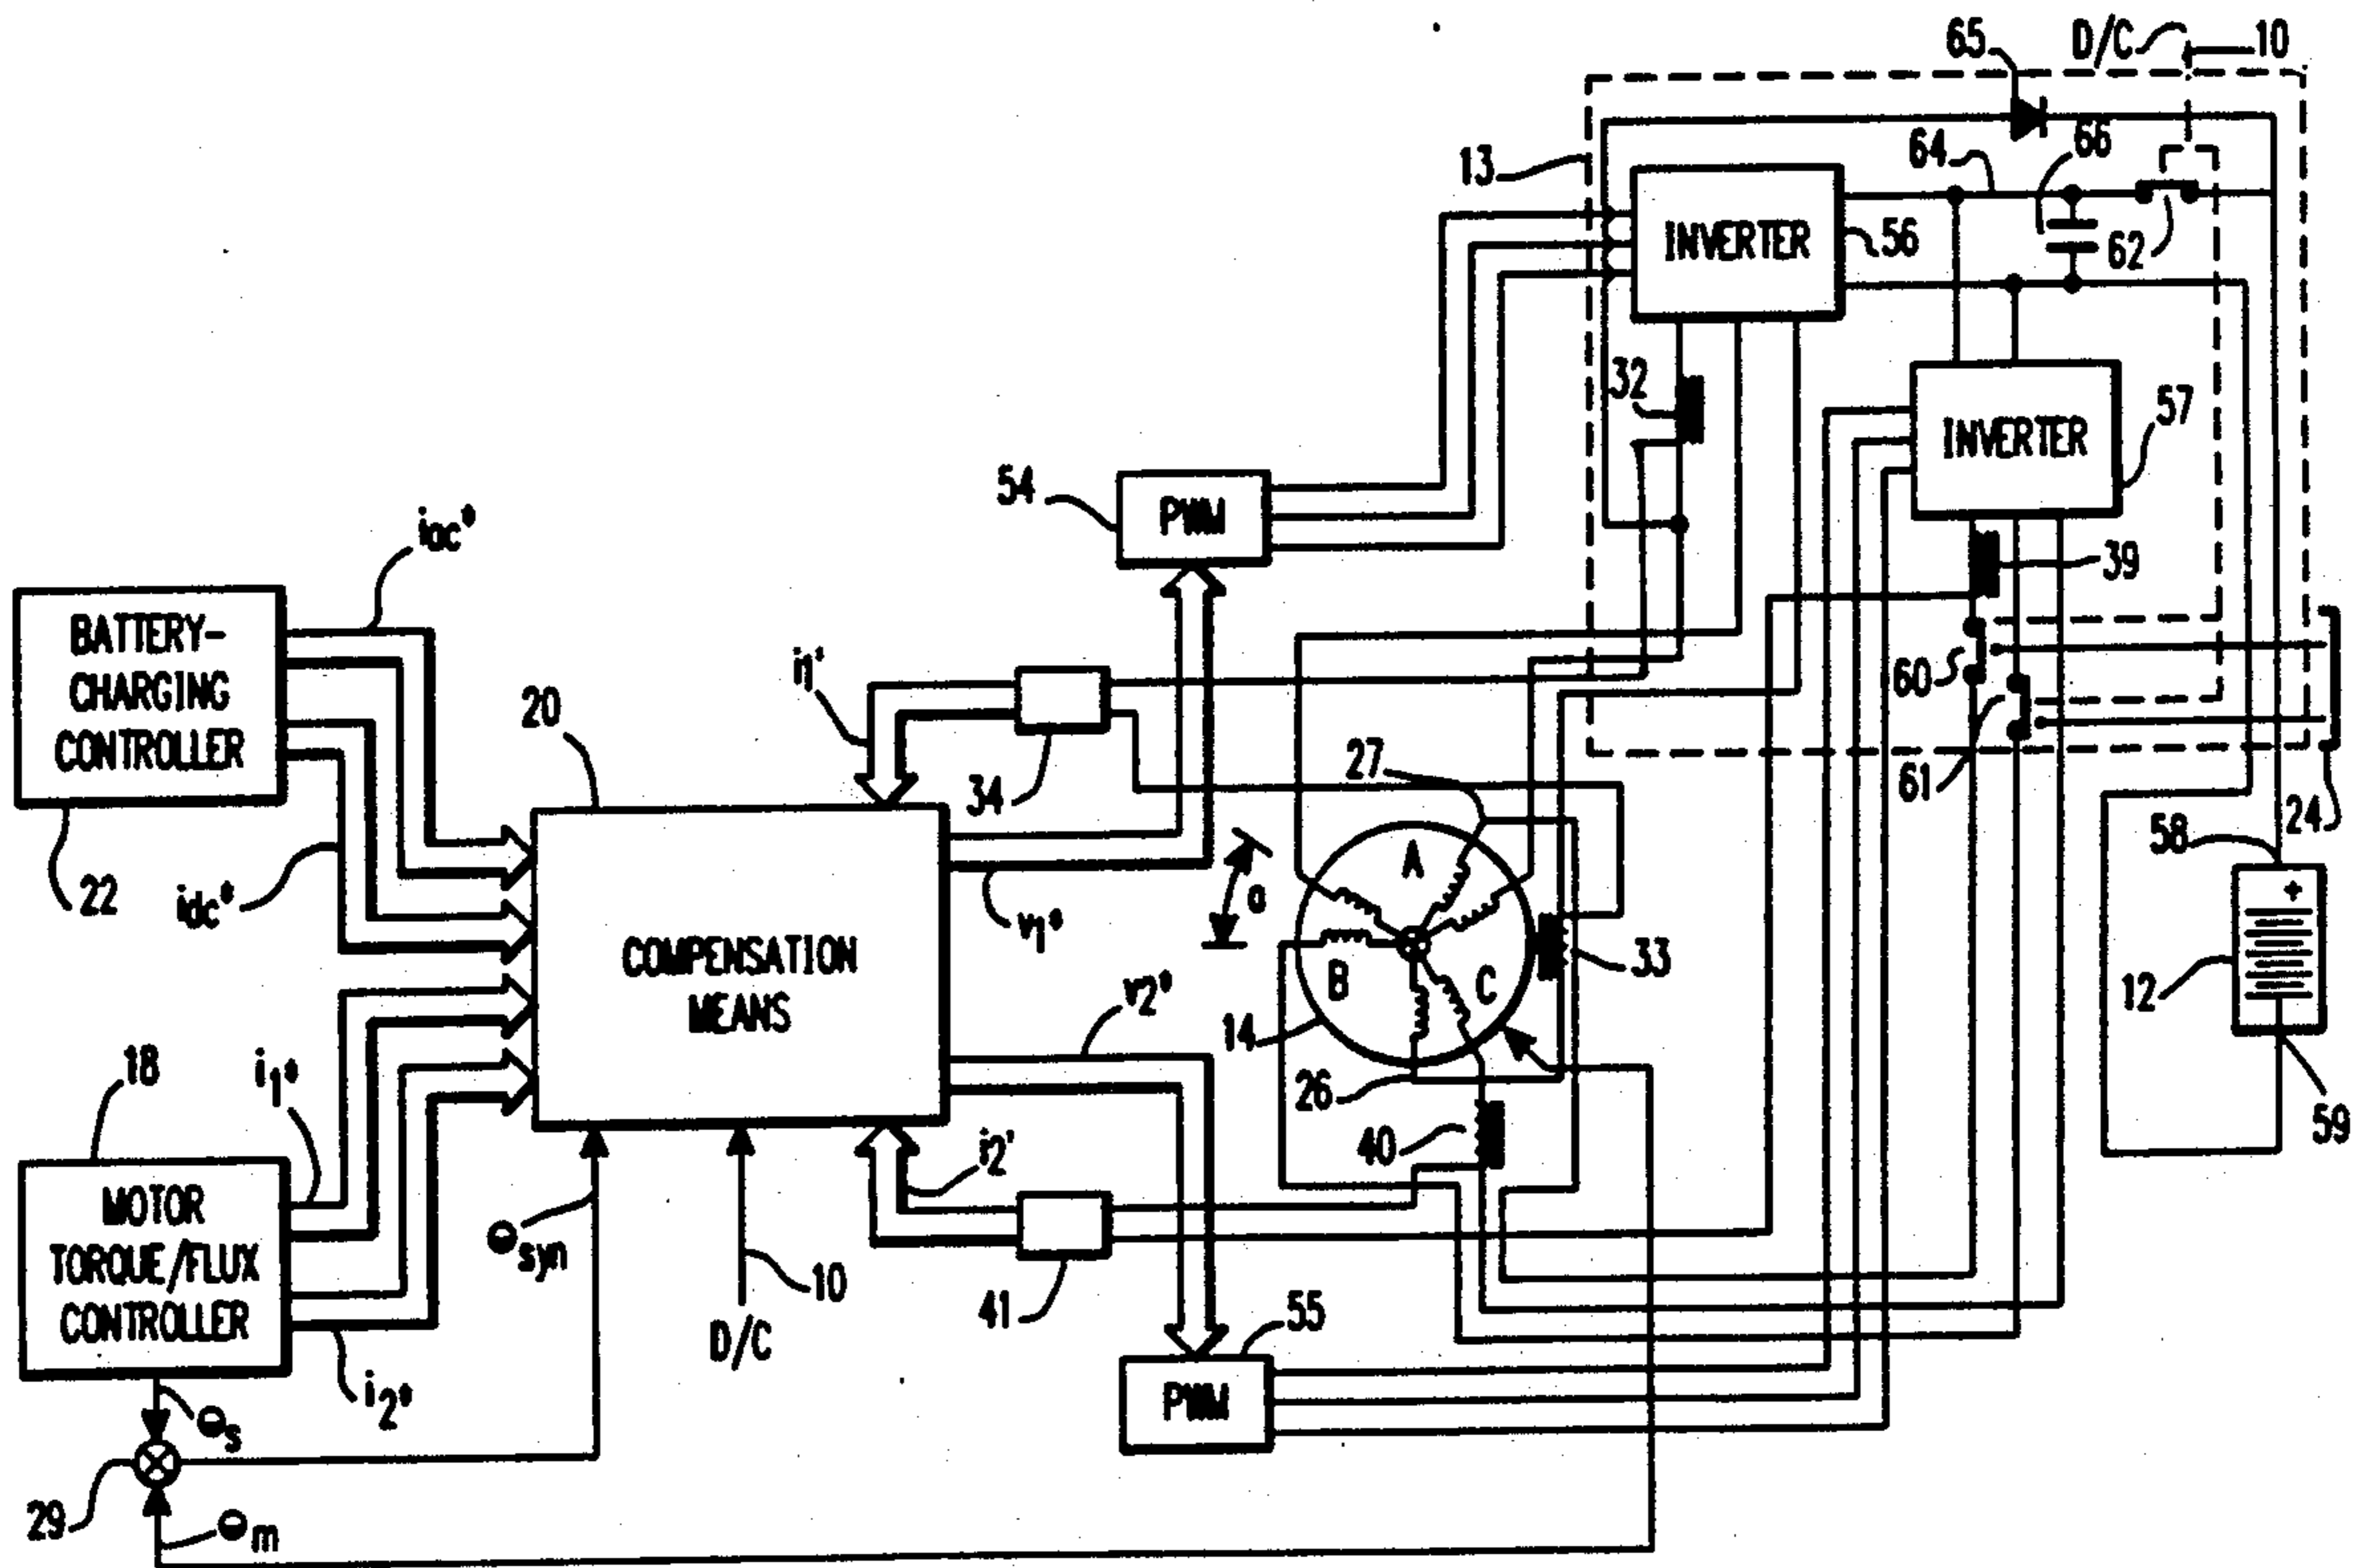 65
D/C
10
13
64
66
INVERTER
56
62
32
57
INVERTER
54
PWM
iac*
39
BATTERY-
CHARGING
CONTROLLER
i1'
20
60
34
27
61
24
58
22
idc*
A
a
v1*
COMPENSATION
MEANS
B
C
33
12
+
v2*
14
18
i1*
26
59
40
i2'
MOTOR
TORQUE/FLUX
CONTROLLER
Θsyn
10
41
D/C
55
i2*
PWM
Θs
29
Θm